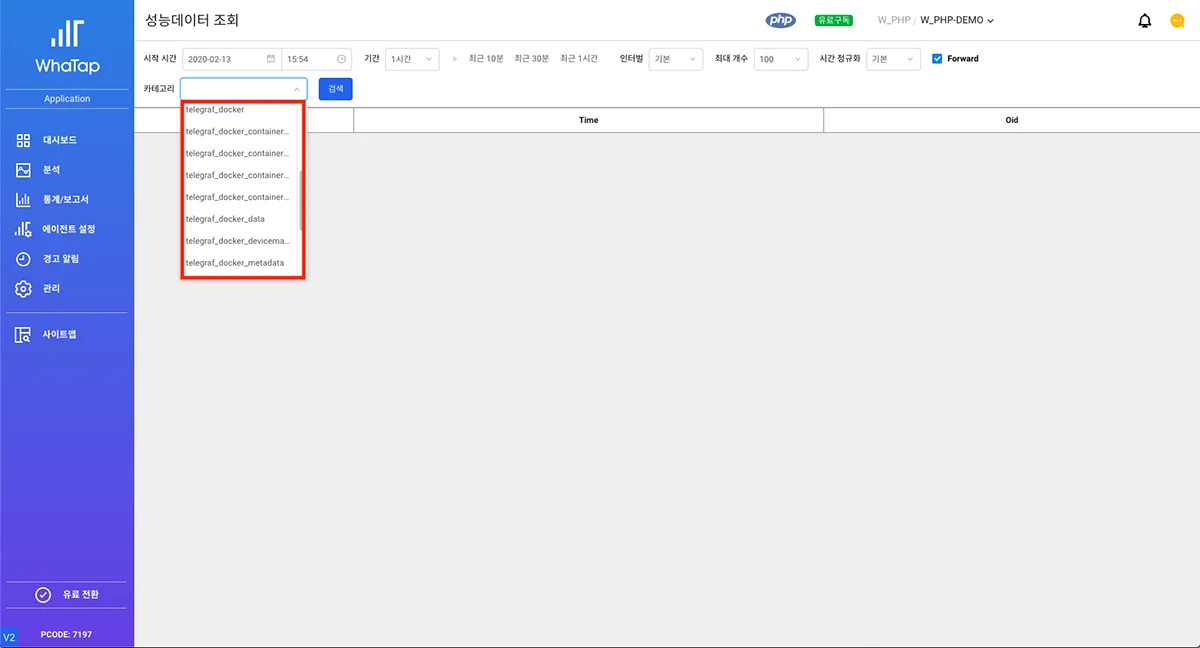 WhaTap
Application
대시보드
분석
통계/보고서
에이전트 설정
경고 알림
관리
사이트맵
유료 전환
V2
PCODE: 7197
성능데이터 조회
php
유료구독
W_PHP / W_PHP-DEMO
시작 시간 2020-02-13 15:54 기간 1시간 최근 10분 최근 30분 최근 1시간 인터벌 기본 최대 개수 100 시간 정규화 기본 Forward
카테고리 검색
Time Oid
telegraf_docker
telegraf_docker_container...
telegraf_docker_container...
telegraf_docker_container...
telegraf_docker_container...
telegraf_docker_data
telegraf_docker_devicema...
telegraf_docker_metadata